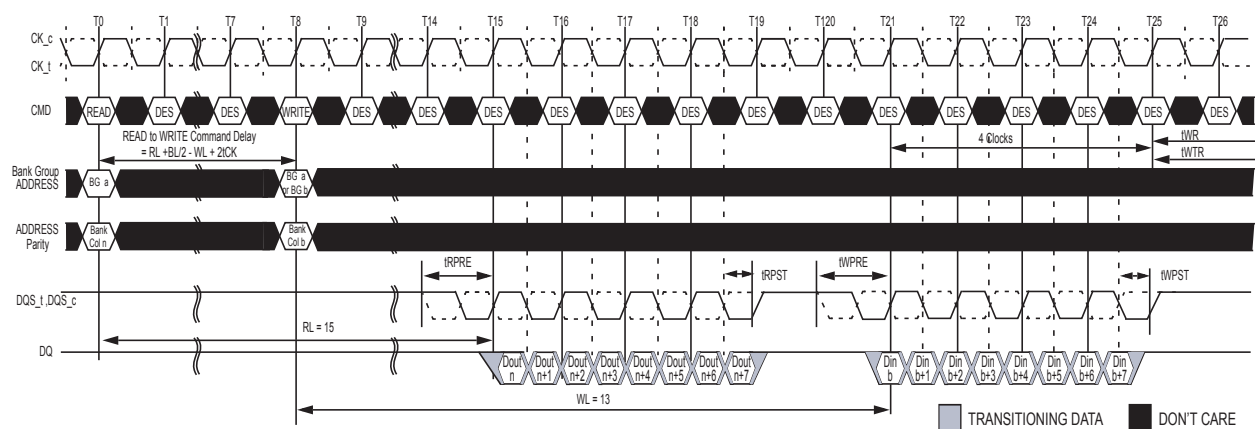 T0 T1 T7 T8 T9 T14 T15 T16 T17 T18 T19 T120 T21 T22 T23 T24 T25 T26
CK_c
CK_t
CMD READ DES DES WRITE DES DES DES DES DES DES DES DES DES DES DES DES DES DES
READ to WRITE Command Delay
= RL +BL/2 - WL + 2tCK
4 Clocks
tWR
tWTR
Bank Group
ADDRESS
BG a
BG a
or BG b
ADDRESS
Parity
Bank
Col n
Bank
Col b
tRPRE
tRPST
tWPRE
tWPST
DQS_t ,DQS_c
RL = 15
DQ
Dout Dout Dout Dout Dout Dout Dout Dout
n n+1 n+2 n+3 n+4 n+5 n+6 n+7
Din Din Din Din Din Din Din Din
b b+1 b+2 b+3 b+4 b+5 b+6 b+7
WL = 13
TRANSITIONING DATA
DON'T CARE